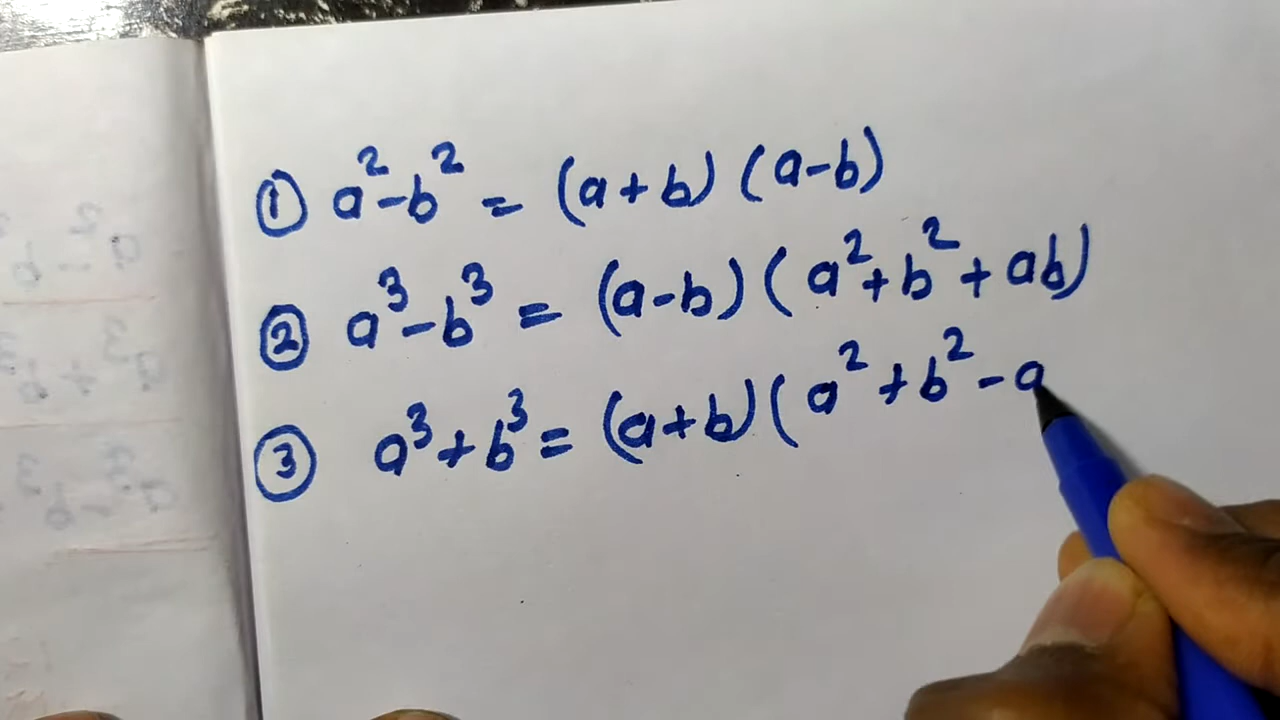 ① a²-b² = (a+b) (a-b)
② a³-b³ = (a-b) (a²+b²+ab)
③ a³+b³ = (a+b) (a²+b²-a